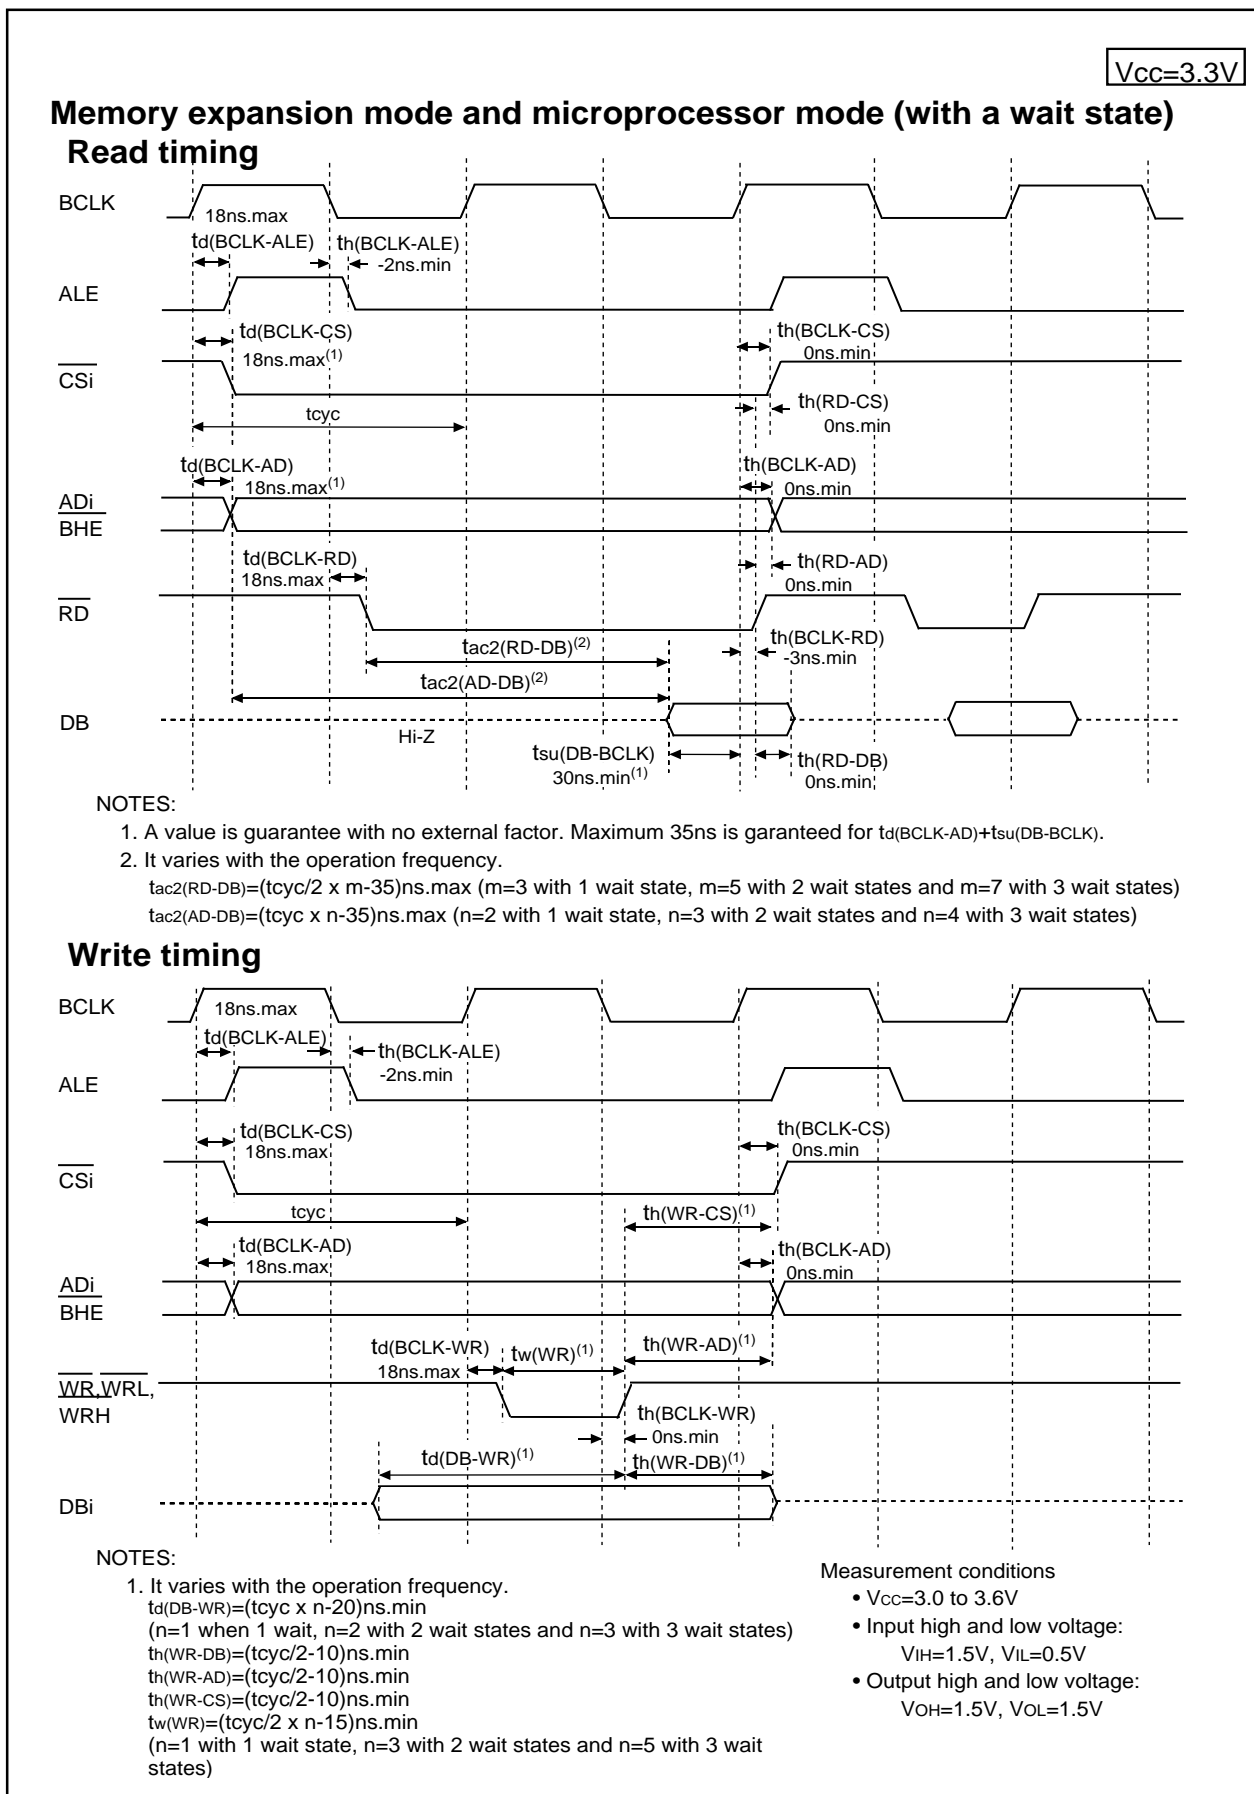 Vcc=3.3V
Memory expansion mode and microprocessor mode (with a wait state)
Read timing
BCLK
18ns.max
td(BCLK-ALE)
th(BCLK-ALE)
-2ns.min
ALE
td(BCLK-CS)
18ns.max(1)
th(BCLK-CS)
0ns.min
CSi
tcyc
th(RD-CS)
0ns.min
td(BCLK-AD)
18ns.max(1)
th(BCLK-AD)
0ns.min
ADi
BHE
td(BCLK-RD)
18ns.max
th(RD-AD)
0ns.min
RD
tac2(RD-DB)(2)
th(BCLK-RD)
-3ns.min
tac2(AD-DB)(2)
DB
Hi-Z
tsu(DB-BCLK)
30ns.min(1)
th(RD-DB)
0ns.min
NOTES:
1. A value is guarantee with no external factor. Maximum 35ns is garanteed for td(BCLK-AD)+tsu(DB-BCLK).
2. It varies with the operation frequency.
tac2(RD-DB)=(tcyc/2 x m-35)ns.max (m=3 with 1 wait state, m=5 with 2 wait states and m=7 with 3 wait states)
tac2(AD-DB)=(tcyc x n-35)ns.max (n=2 with 1 wait state, n=3 with 2 wait states and n=4 with 3 wait states)
Write timing
BCLK
18ns.max
td(BCLK-ALE)
th(BCLK-ALE)
-2ns.min
ALE
td(BCLK-CS)
18ns.max
th(BCLK-CS)
0ns.min
CSi
tcyc
th(WR-CS)(1)
td(BCLK-AD)
18ns.max
th(BCLK-AD)
0ns.min
ADi
BHE
td(BCLK-WR)
18ns.max
tw(WR)(1)
th(WR-AD)(1)
WR,WRL,
WRH
th(BCLK-WR)
0ns.min
td(DB-WR)(1)
th(WR-DB)(1)
DBi
NOTES:
1. It varies with the operation frequency.
td(DB-WR)=(tcyc x n-20)ns.min
(n=1 when 1 wait, n=2 with 2 wait states and n=3 with 3 wait states)
th(WR-DB)=(tcyc/2-10)ns.min
th(WR-AD)=(tcyc/2-10)ns.min
th(WR-CS)=(tcyc/2-10)ns.min
tw(WR)=(tcyc/2 x n-15)ns.min
(n=1 with 1 wait state, n=3 with 2 wait states and n=5 with 3 wait
states)
Measurement conditions
• VCC=3.0 to 3.6V
• Input high and low voltage:
VIH=1.5V, VIL=0.5V
• Output high and low voltage:
VOH=1.5V, VOL=1.5V